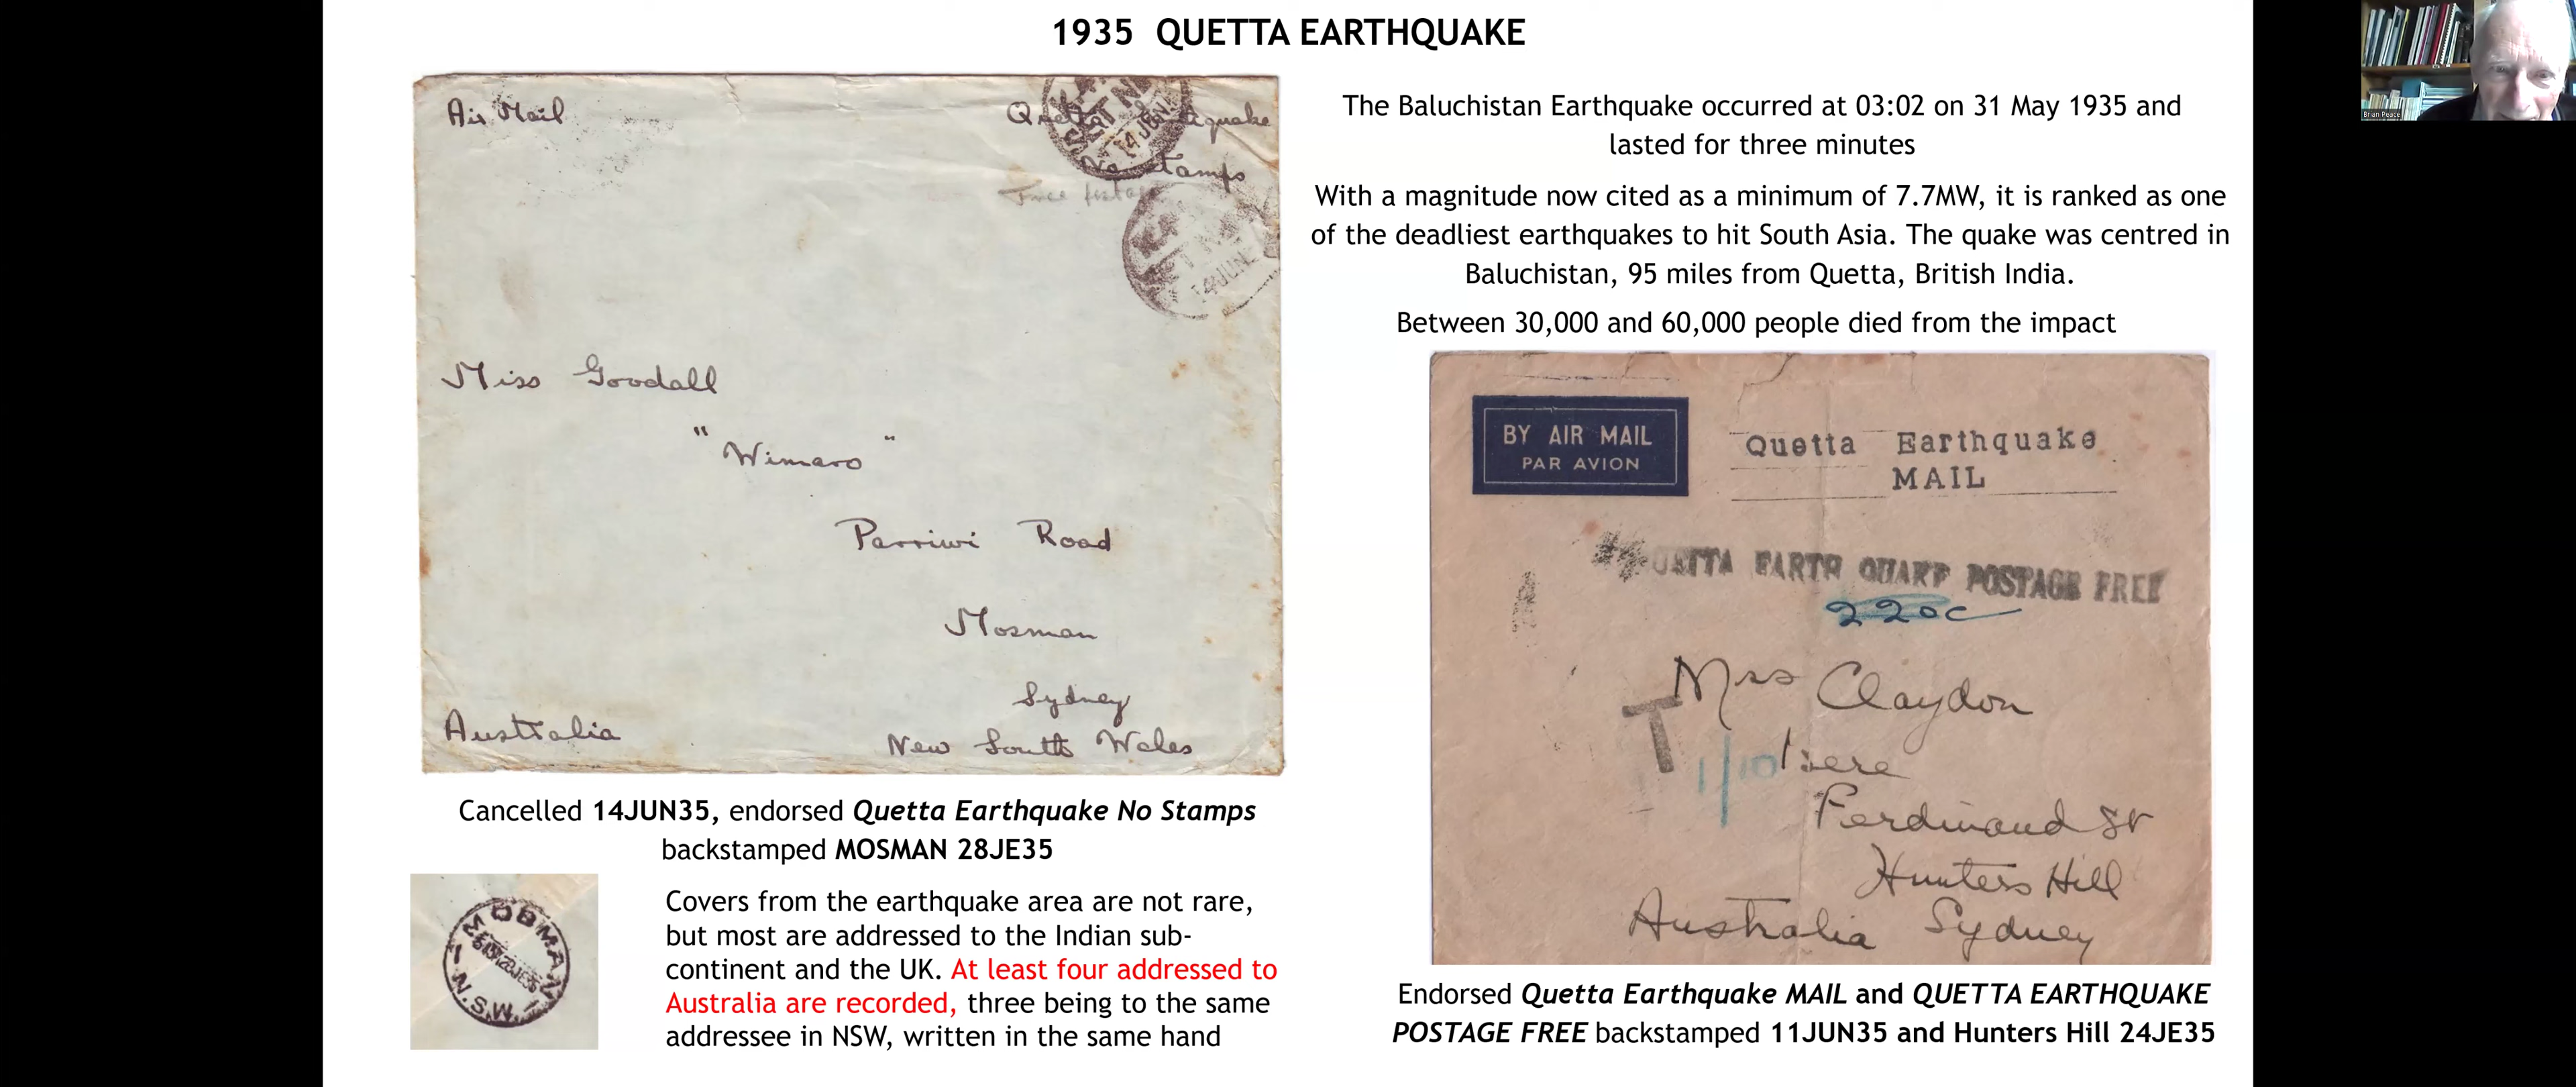 1935 QUETTA EARTHQUAKE
Air Mail
Stamps
14JUN
14JUN
Miss Goodall
"Wimaro"
Parriwi Road
Mosman
Sydney
New South Wales
Australia
Cancelled 14JUN35, endorsed Quetta Earthquake No Stamps
backstamped MOSMAN 28JE35
MOSMAN
N.S.W.
Covers from the earthquake area are not rare,
but most are addressed to the Indian sub-
continent and the UK. At least four addressed to
Australia are recorded, three being to the same
addressee in NSW, written in the same hand
The Baluchistan Earthquake occurred at 03:02 on 31 May 1935 and
lasted for three minutes
With a magnitude now cited as a minimum of 7.7MW, it is ranked as one
of the deadliest earthquakes to hit South Asia. The quake was centred in
Baluchistan, 95 miles from Quetta, British India.
Between 30,000 and 60,000 people died from the impact
BY AIR MAIL
PAR AVION
Quetta Earthquake
MAIL
QUETTA EARTH QUAKE POSTAGE FREE
220c
Mrs Claydon
T
1/10
Ferdinand St
Hunters Hill
Australia Sydney
Endorsed Quetta Earthquake MAIL and QUETTA EARTHQUAKE
POSTAGE FREE backstamped 11JUN35 and Hunters Hill 24JE35
Brian Peace